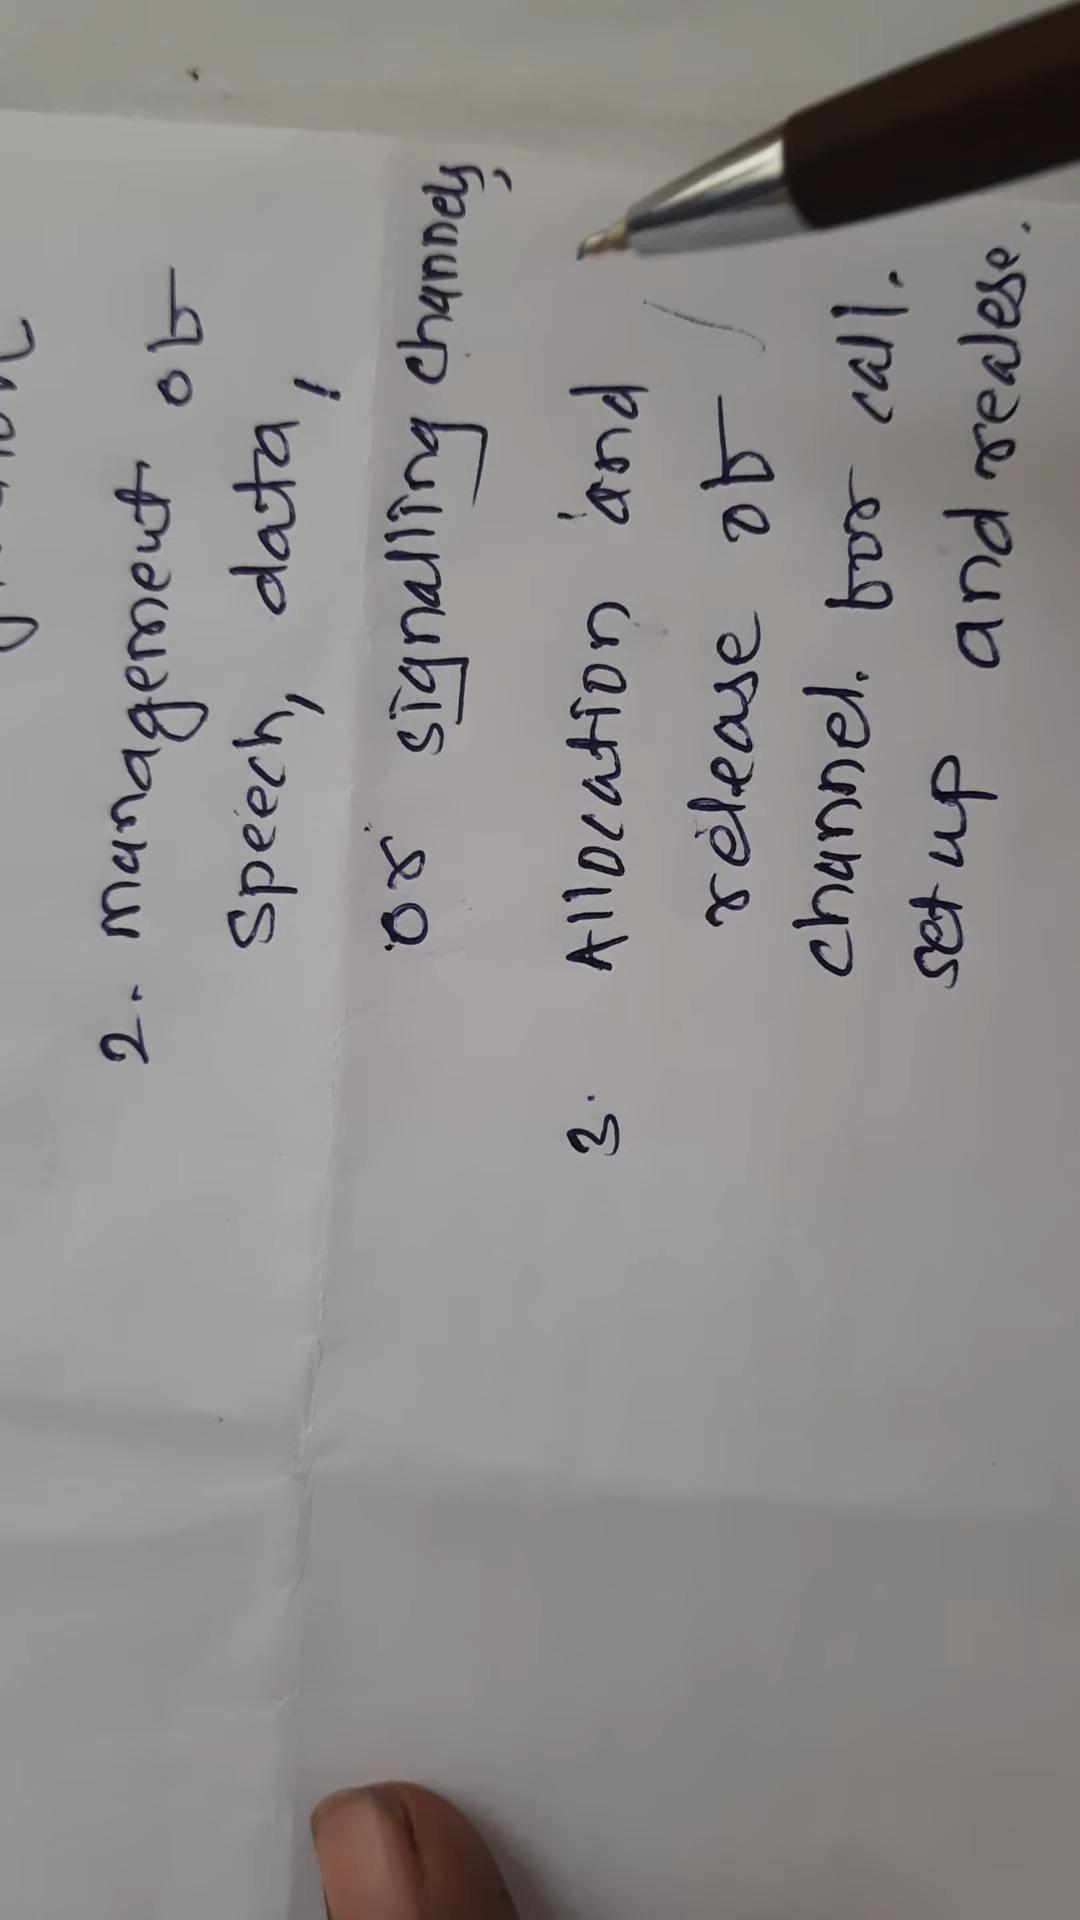 2. management of
speech, data,
or signalling channels,
3. Allocation and
release of
channel. for call.
set up and realese.